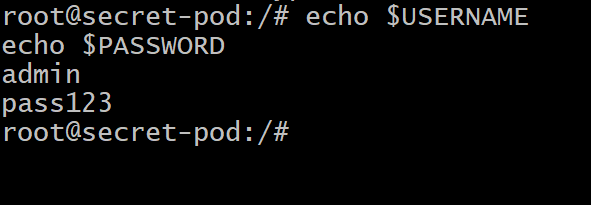 root@secret-pod:/# echo $USERNAME
echo $PASSWORD
admin
pass123
root@secret-pod:/#